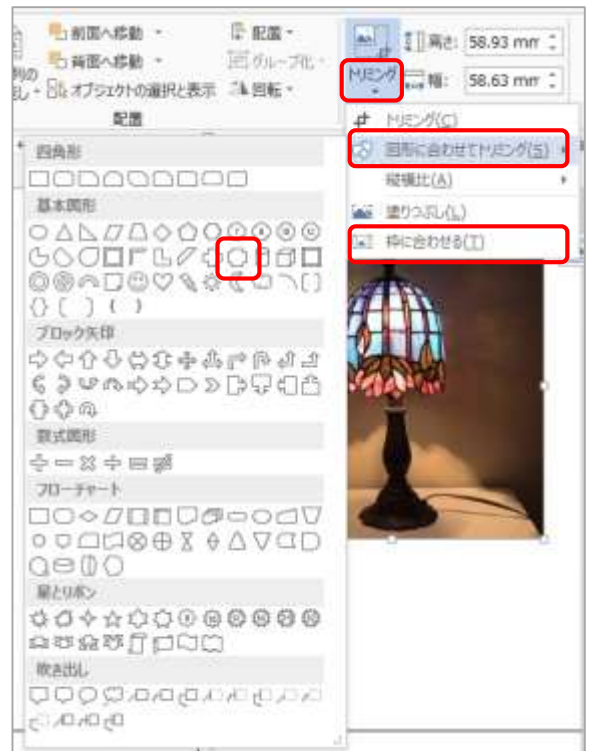 前面へ移動
背面へ移動
オブジェクトの選択と表示
配置
グループ化
回転
配置
トリミング
高さ: 58.93 mm
幅: 58.63 mm
トリミング(C)
図形に合わせてトリミング(S)
縦横比(A)
塗りつぶし(L)
枠に合わせる(T)
四角形
基本図形
ブロック矢印
数式図形
フローチャート
星とリボン
吹き出し